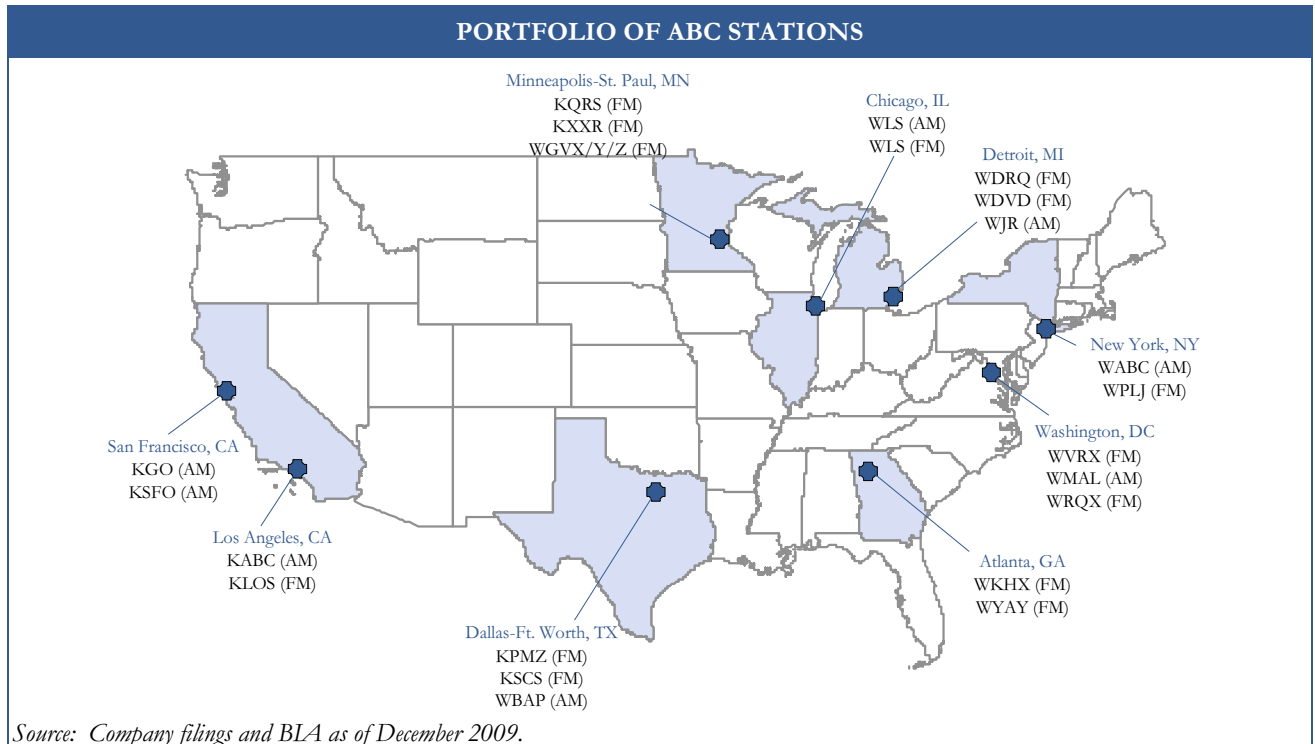 PORTFOLIO OF ABC STATIONS
Minneapolis-St. Paul, MN
KQRS (FM)
KXXR (FM)
WGVX/Y/Z (FM)
Chicago, IL
WLS (AM)
WLS (FM)
Detroit, MI
WDRQ (FM)
WDVD (FM)
WJR (AM)
New York, NY
WABC (AM)
WPLJ (FM)
Washington, DC
WVRX (FM)
WMAL (AM)
WRQX (FM)
San Francisco, CA
KGO (AM)
KSFO (AM)
Los Angeles, CA
KABC (AM)
KLOS (FM)
Atlanta, GA
WKHX (FM)
WYAY (FM)
Dallas-Ft. Worth, TX
KPMZ (FM)
KSCS (FM)
WBAP (AM)
Source: Company filings and BIA as of December 2009.